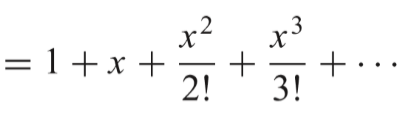 = 1 + x + x²/2! + x³/3! + ⋯